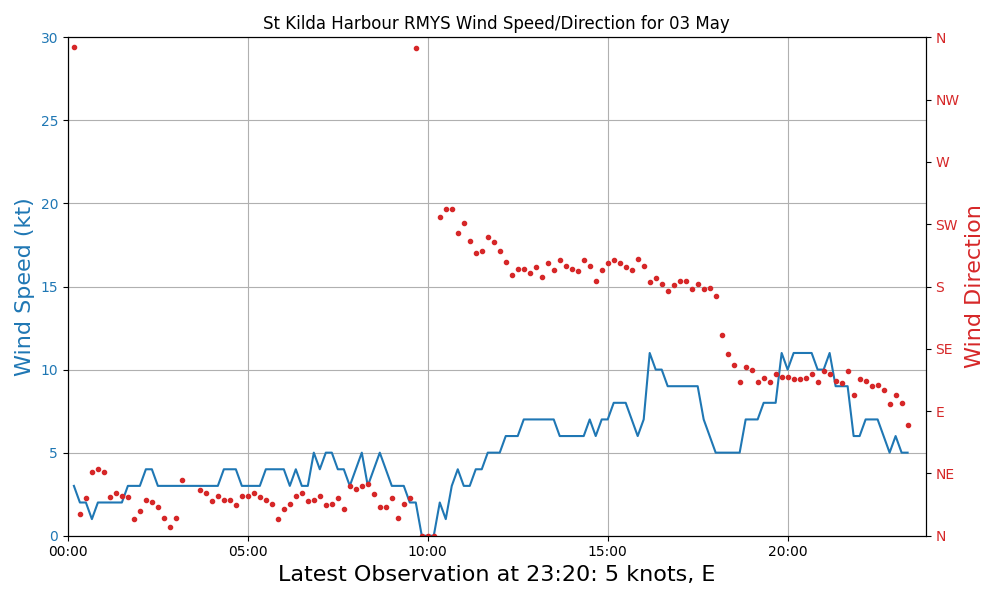 St Kilda Harbour RMYS Wind Speed/Direction for 03 May
30
25
20
15
10
5
0
Wind Speed (kt)
N
NW
W
SW
S
SE
E
NE
N
Wind Direction
00:00 05:00 10:00 15:00 20:00
Latest Observation at 23:20: 5 knots, E